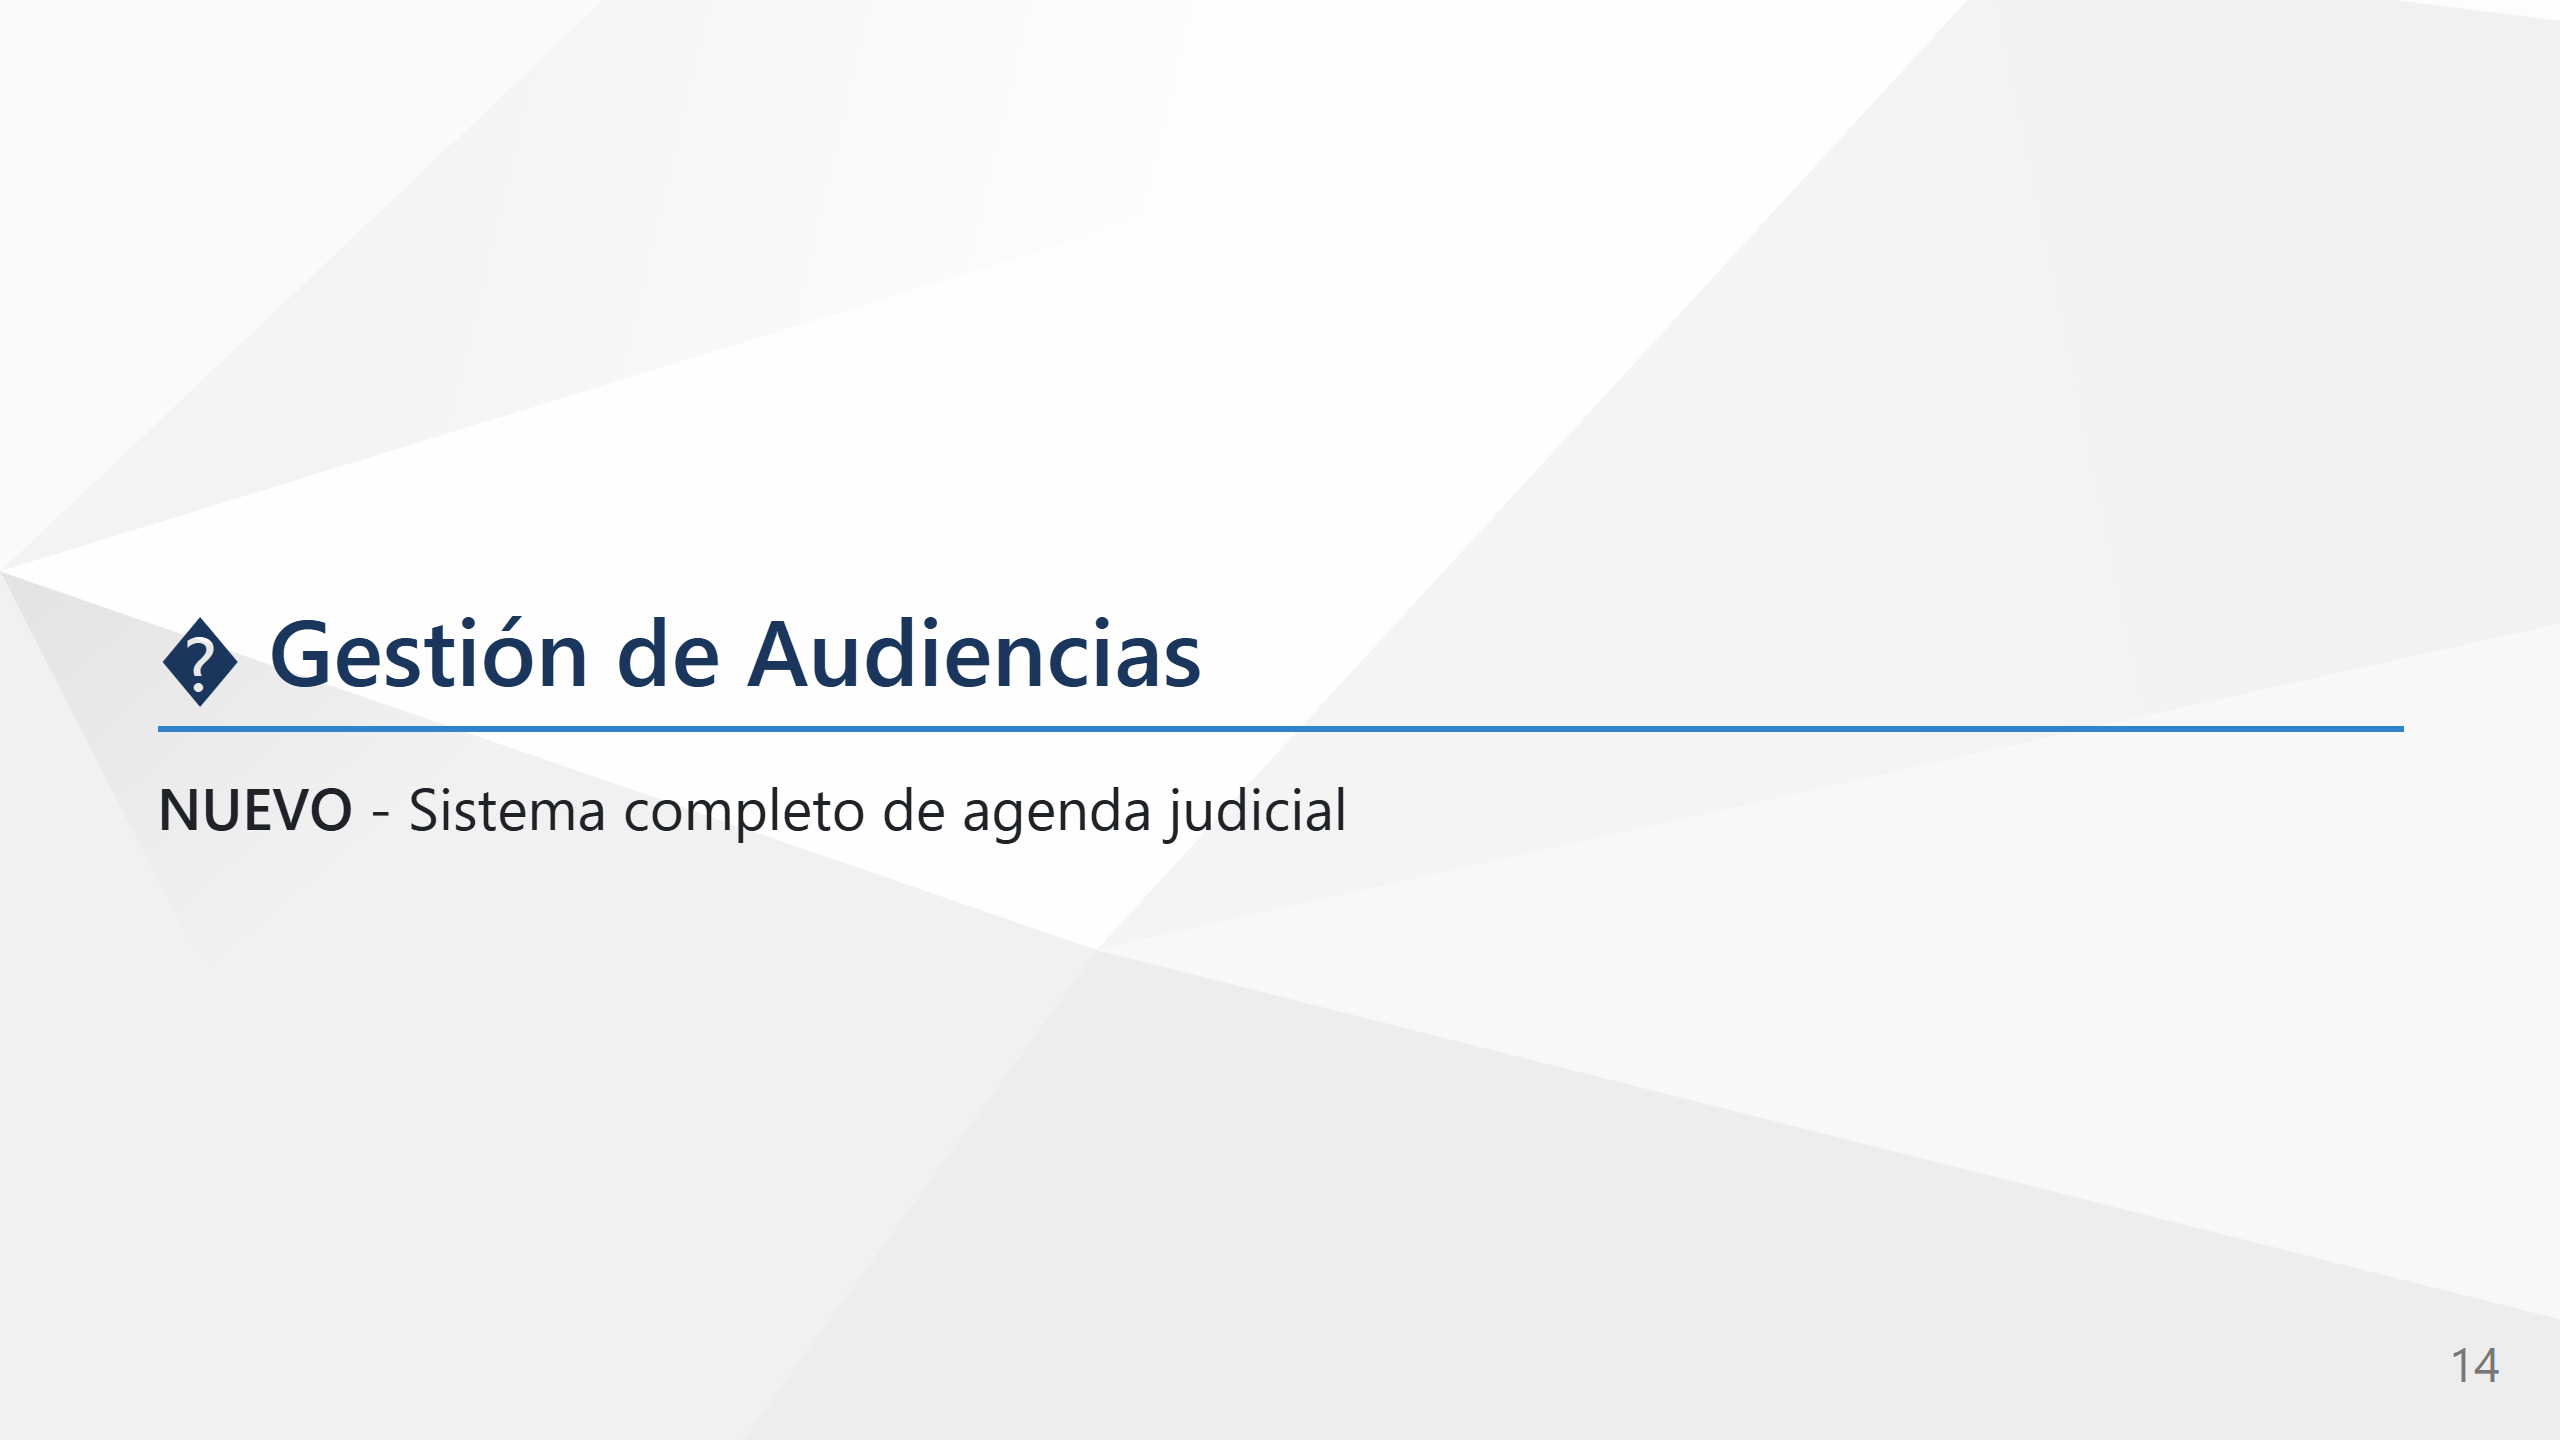 � Gestión de Audiencias
NUEVO - Sistema completo de agenda judicial
14